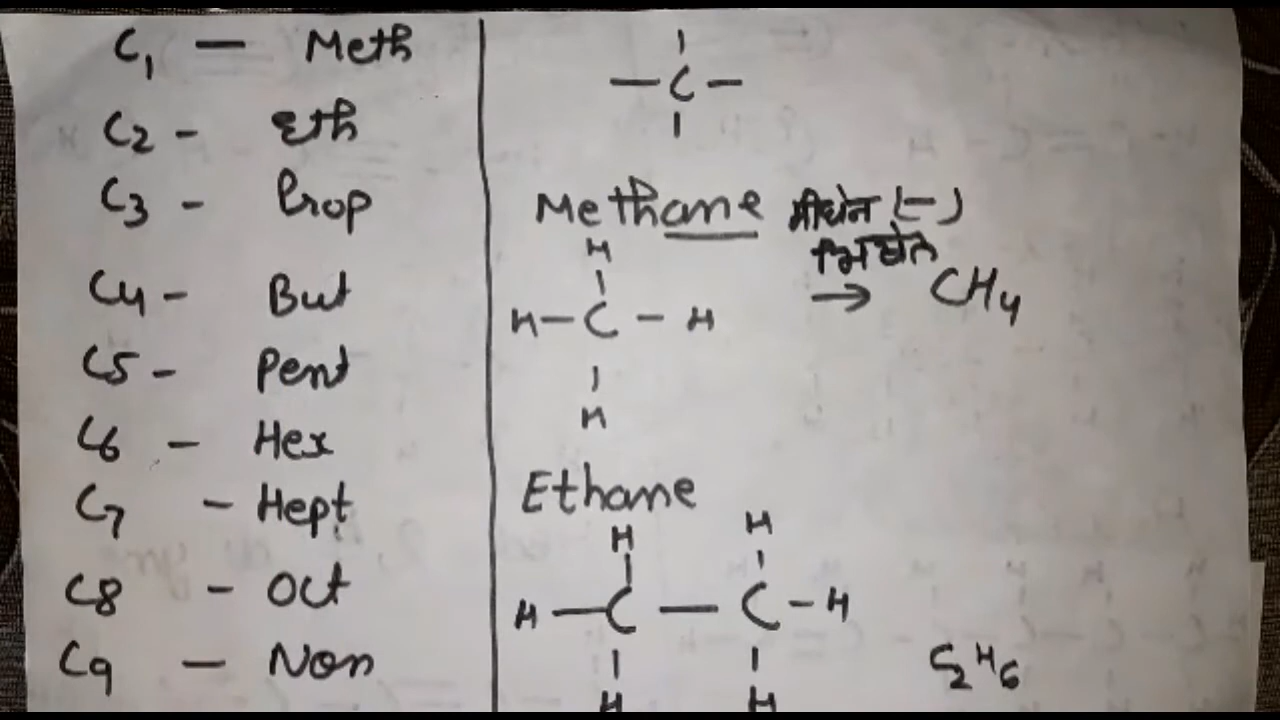 C1 — Meth
C2 - Eth
C3 - Prop
C4 - But
C5 - Pent
C6 - Hex
C7 - Hept
C8 - Oct
C9 - Non
|
— C —
|
Methane मीथेन (-)
मिथेन
H
|
H — C — H → CH4
|
H
Ethane
H H
| |
H — C — C - H
| |
H H
C2H6